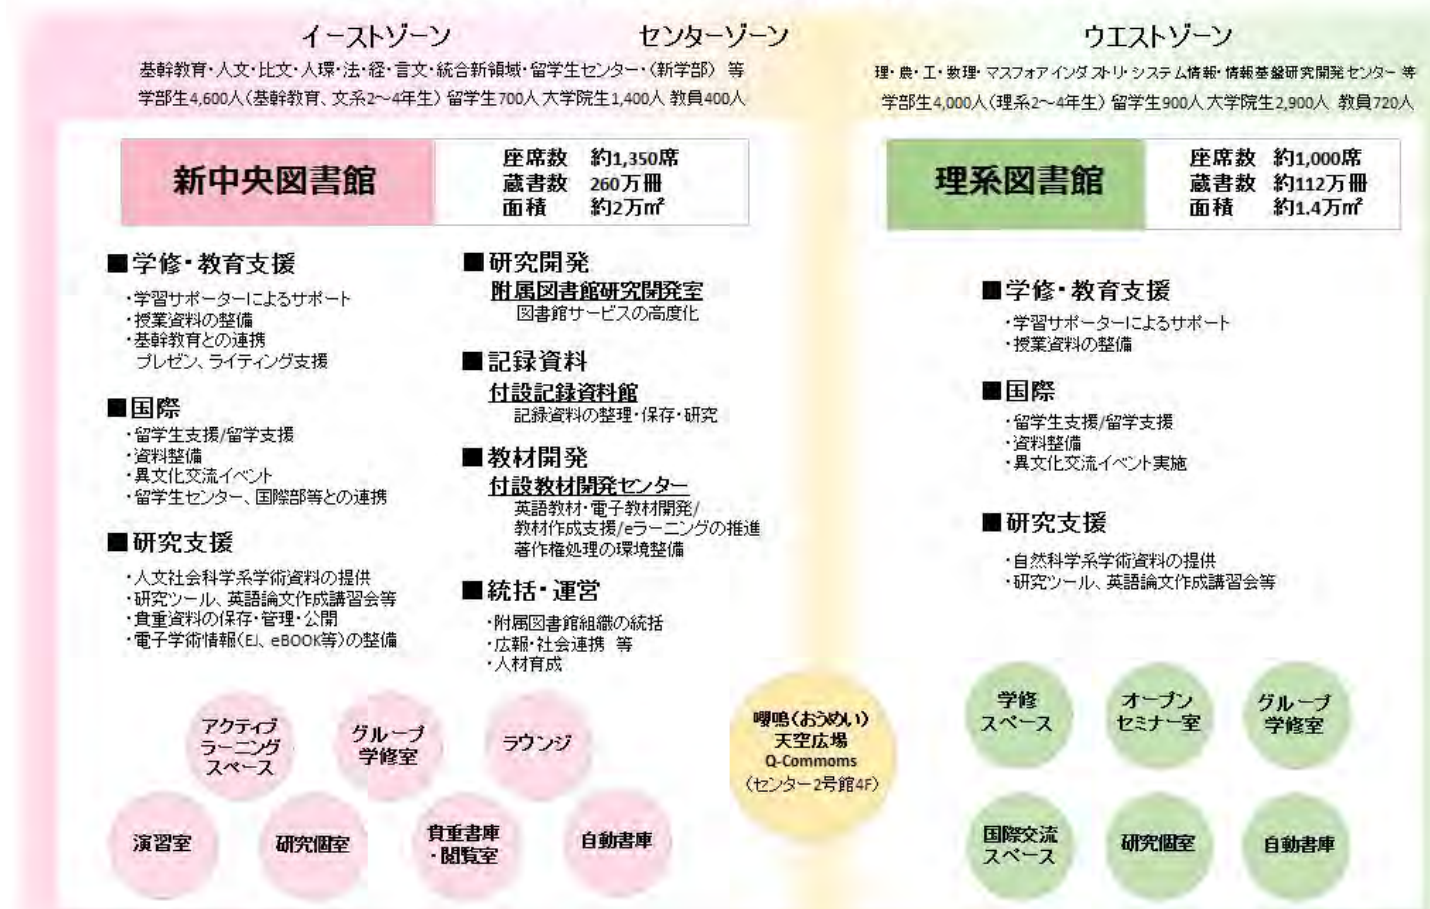 イーストゾーン
センターゾーン
基幹教育・人文・比文・人環・法・経・言文・統合新領域・留学生センター・(新学部) 等
学部生4,600人(基幹教育、文系2～4年生) 留学生700人 大学院生1,400人 教員400人
新中央図書館
座席数 約1,350席
蔵書数 260万冊
面積 約2万㎡
■学修・教育支援
・学習サポーターによるサポート
・授業資料の整備
・基幹教育との連携
プレゼン、ライティング支援
■国際
・留学生支援/留学支援
・資料整備
・異文化交流イベント
・留学生センター、国際部等との連携
■研究支援
・人文社会科学系学術資料の提供
・研究ツール、英語論文作成講習会等
・貴重資料の保存・管理・公開
・電子学術情報(EJ、eBOOK等)の整備
■研究開発
附属図書館研究開発室
図書館サービスの高度化
■記録資料
付設記録資料館
記録資料の整理・保存・研究
■教材開発
付設教材開発センター
英語教材・電子教材開発/
教材作成支援/eラーニングの推進
著作権処理の環境整備
■統括・運営
・附属図書館組織の統括
・広報・社会連携 等
・人材育成
アクティブ
ラーニング
スペース
グループ
学修室
ラウンジ
演習室
研究個室
貴重書庫
・閲覧室
自動書庫
嚶鳴(おうめい)
天空広場
Q-Commoms
(センター2号館4F)
ウエストゾーン
理・農・工・数理・マスフォアインダストリ・システム情報・情報基盤研究開発センター 等
学部生4,000人(理系2～4年生) 留学生900人 大学院生2,900人 教員720人
理系図書館
座席数 約1,000席
蔵書数 約112万冊
面積 約1.4万㎡
■学修・教育支援
・学習サポーターによるサポート
・授業資料の整備
■国際
・留学生支援/留学支援
・資料整備
・異文化交流イベント実施
■研究支援
・自然科学系学術資料の提供
・研究ツール、英語論文作成講習会等
学修
スペース
オープン
セミナー室
グループ
学修室
国際交流
スペース
研究個室
自動書庫